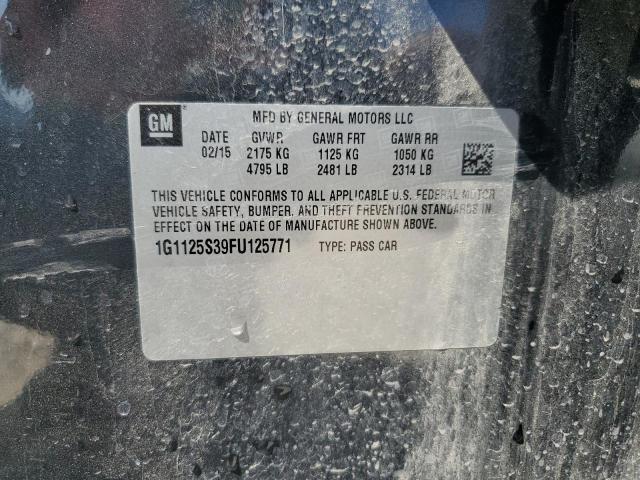 GM
MFD BY GENERAL MOTORS LLC
DATE GVWR GAWR FRT GAWR RR
02/15 2175 KG 1125 KG 1050 KG
4795 LB 2481 LB 2314 LB
THIS VEHICLE CONFORMS TO ALL APPLICABLE U.S. FEDERAL MOTOR
VEHICLE SAFETY, BUMPER, AND THEFT PREVENTION STANDARDS IN
EFFECT ON THE DATE OF MANUFACTURE SHOWN ABOVE.
1G1125S39FU125771 TYPE: PASS CAR